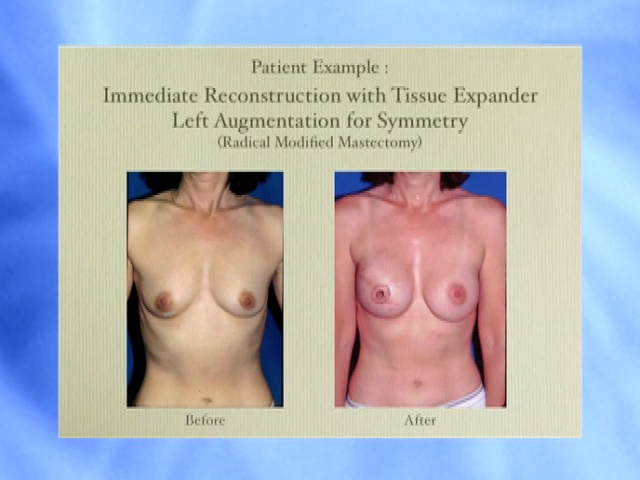 Patient Example :
Immediate Reconstruction with Tissue Expander
Left Augmentation for Symmetry
(Radical Modified Mastectomy)
Before
After